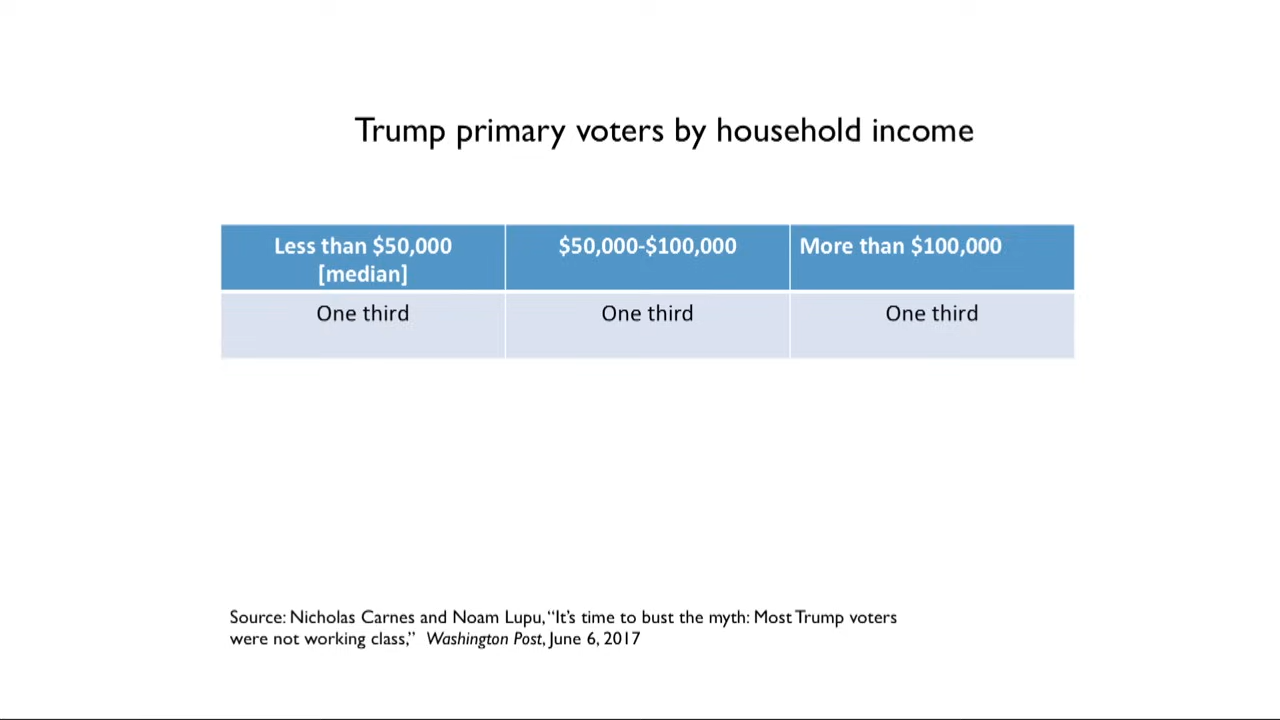 Trump primary voters by household income
Less than $50,000 [median]
$50,000-$100,000
More than $100,000
One third
One third
One third
Source: Nicholas Carnes and Noam Lupu, “It’s time to bust the myth: Most Trump voters
were not working class,” Washington Post, June 6, 2017